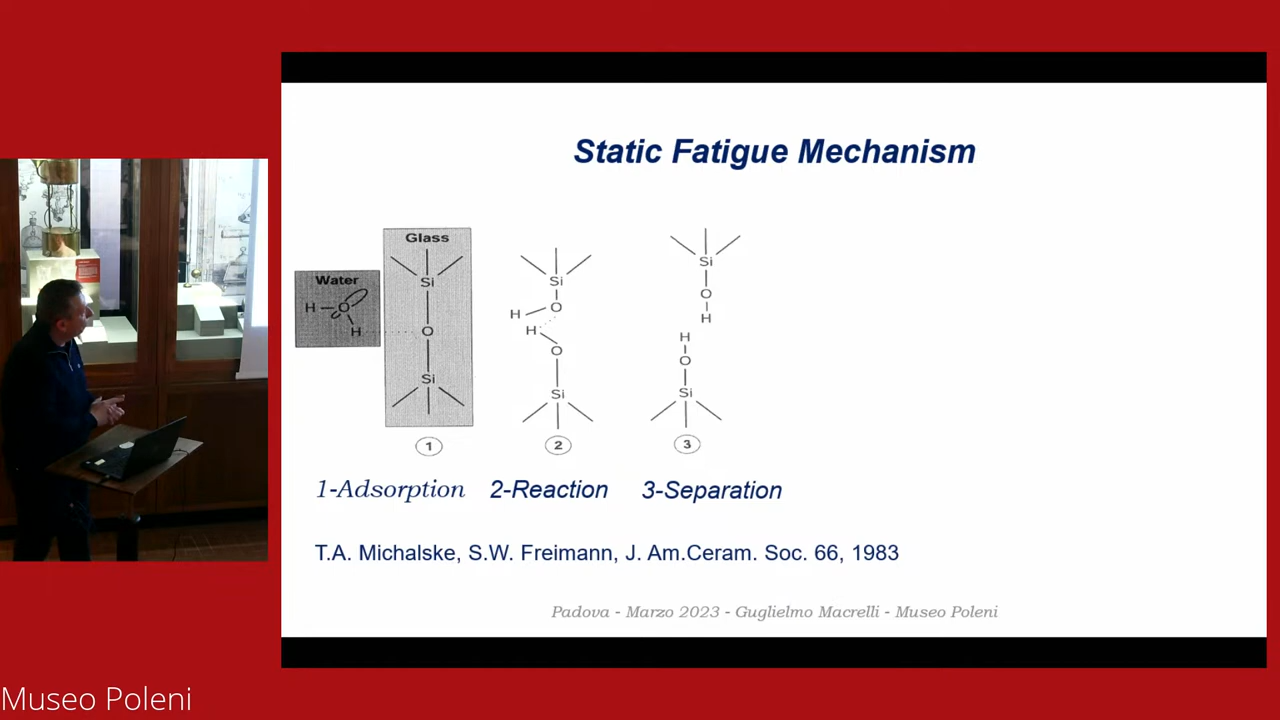 Static Fatigue Mechanism
Glass
Water
Si
H O
H
O
Si
1
Si
O
H
H
O
Si
2
Si
O
H
H
O
Si
3
1-Adsorption 2-Reaction 3-Separation
T.A. Michalske, S.W. Freimann, J. Am.Ceram. Soc. 66, 1983
Padova - Marzo 2023 - Guglielmo Macrelli - Museo Poleni
Museo Poleni